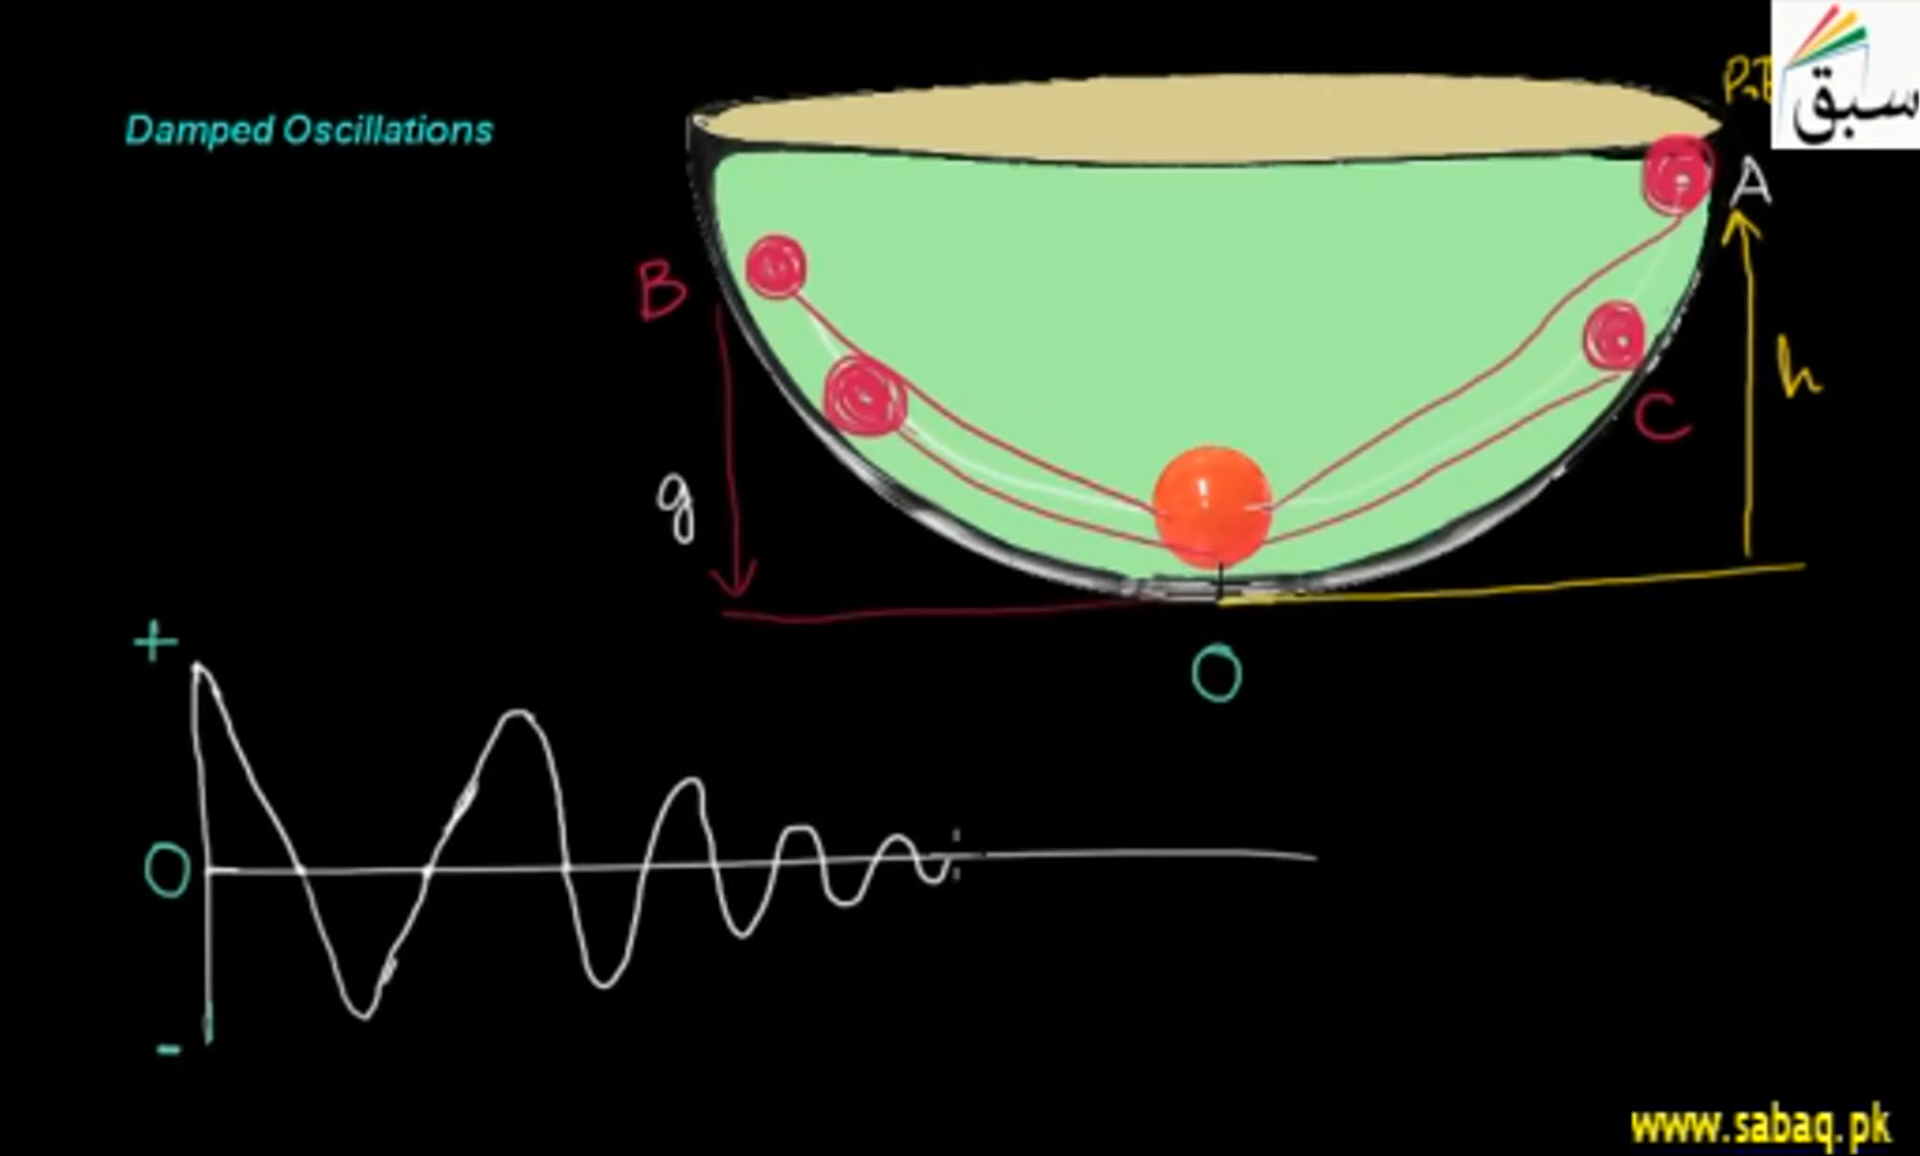 Damped Oscillations
P.E
سبق
A
B
h
C
g
O
+
O
-
www.sabaq.pk